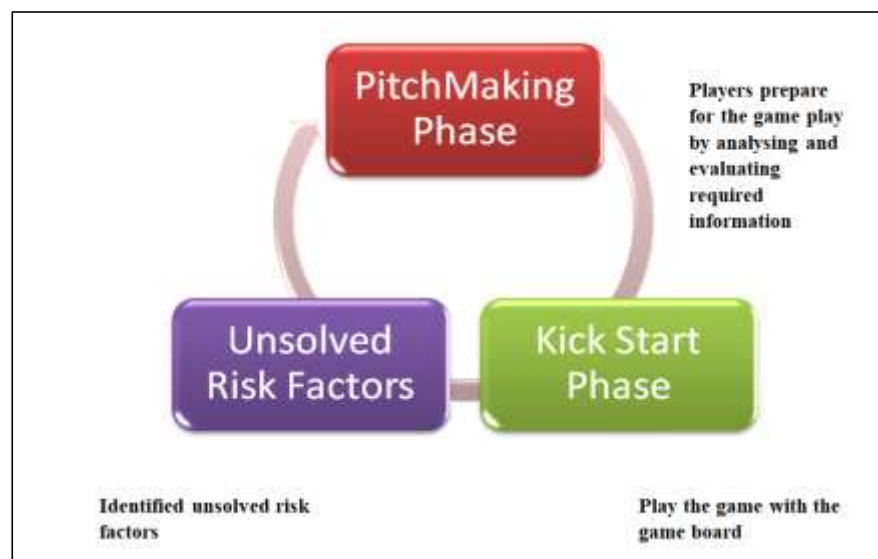 PitchMaking
Phase
Players prepare
for the game play
by analysing and
evaluating
required
information
Unsolved
Risk Factors
Kick Start
Phase
Identified unsolved risk
factors
Play the game with the
game board